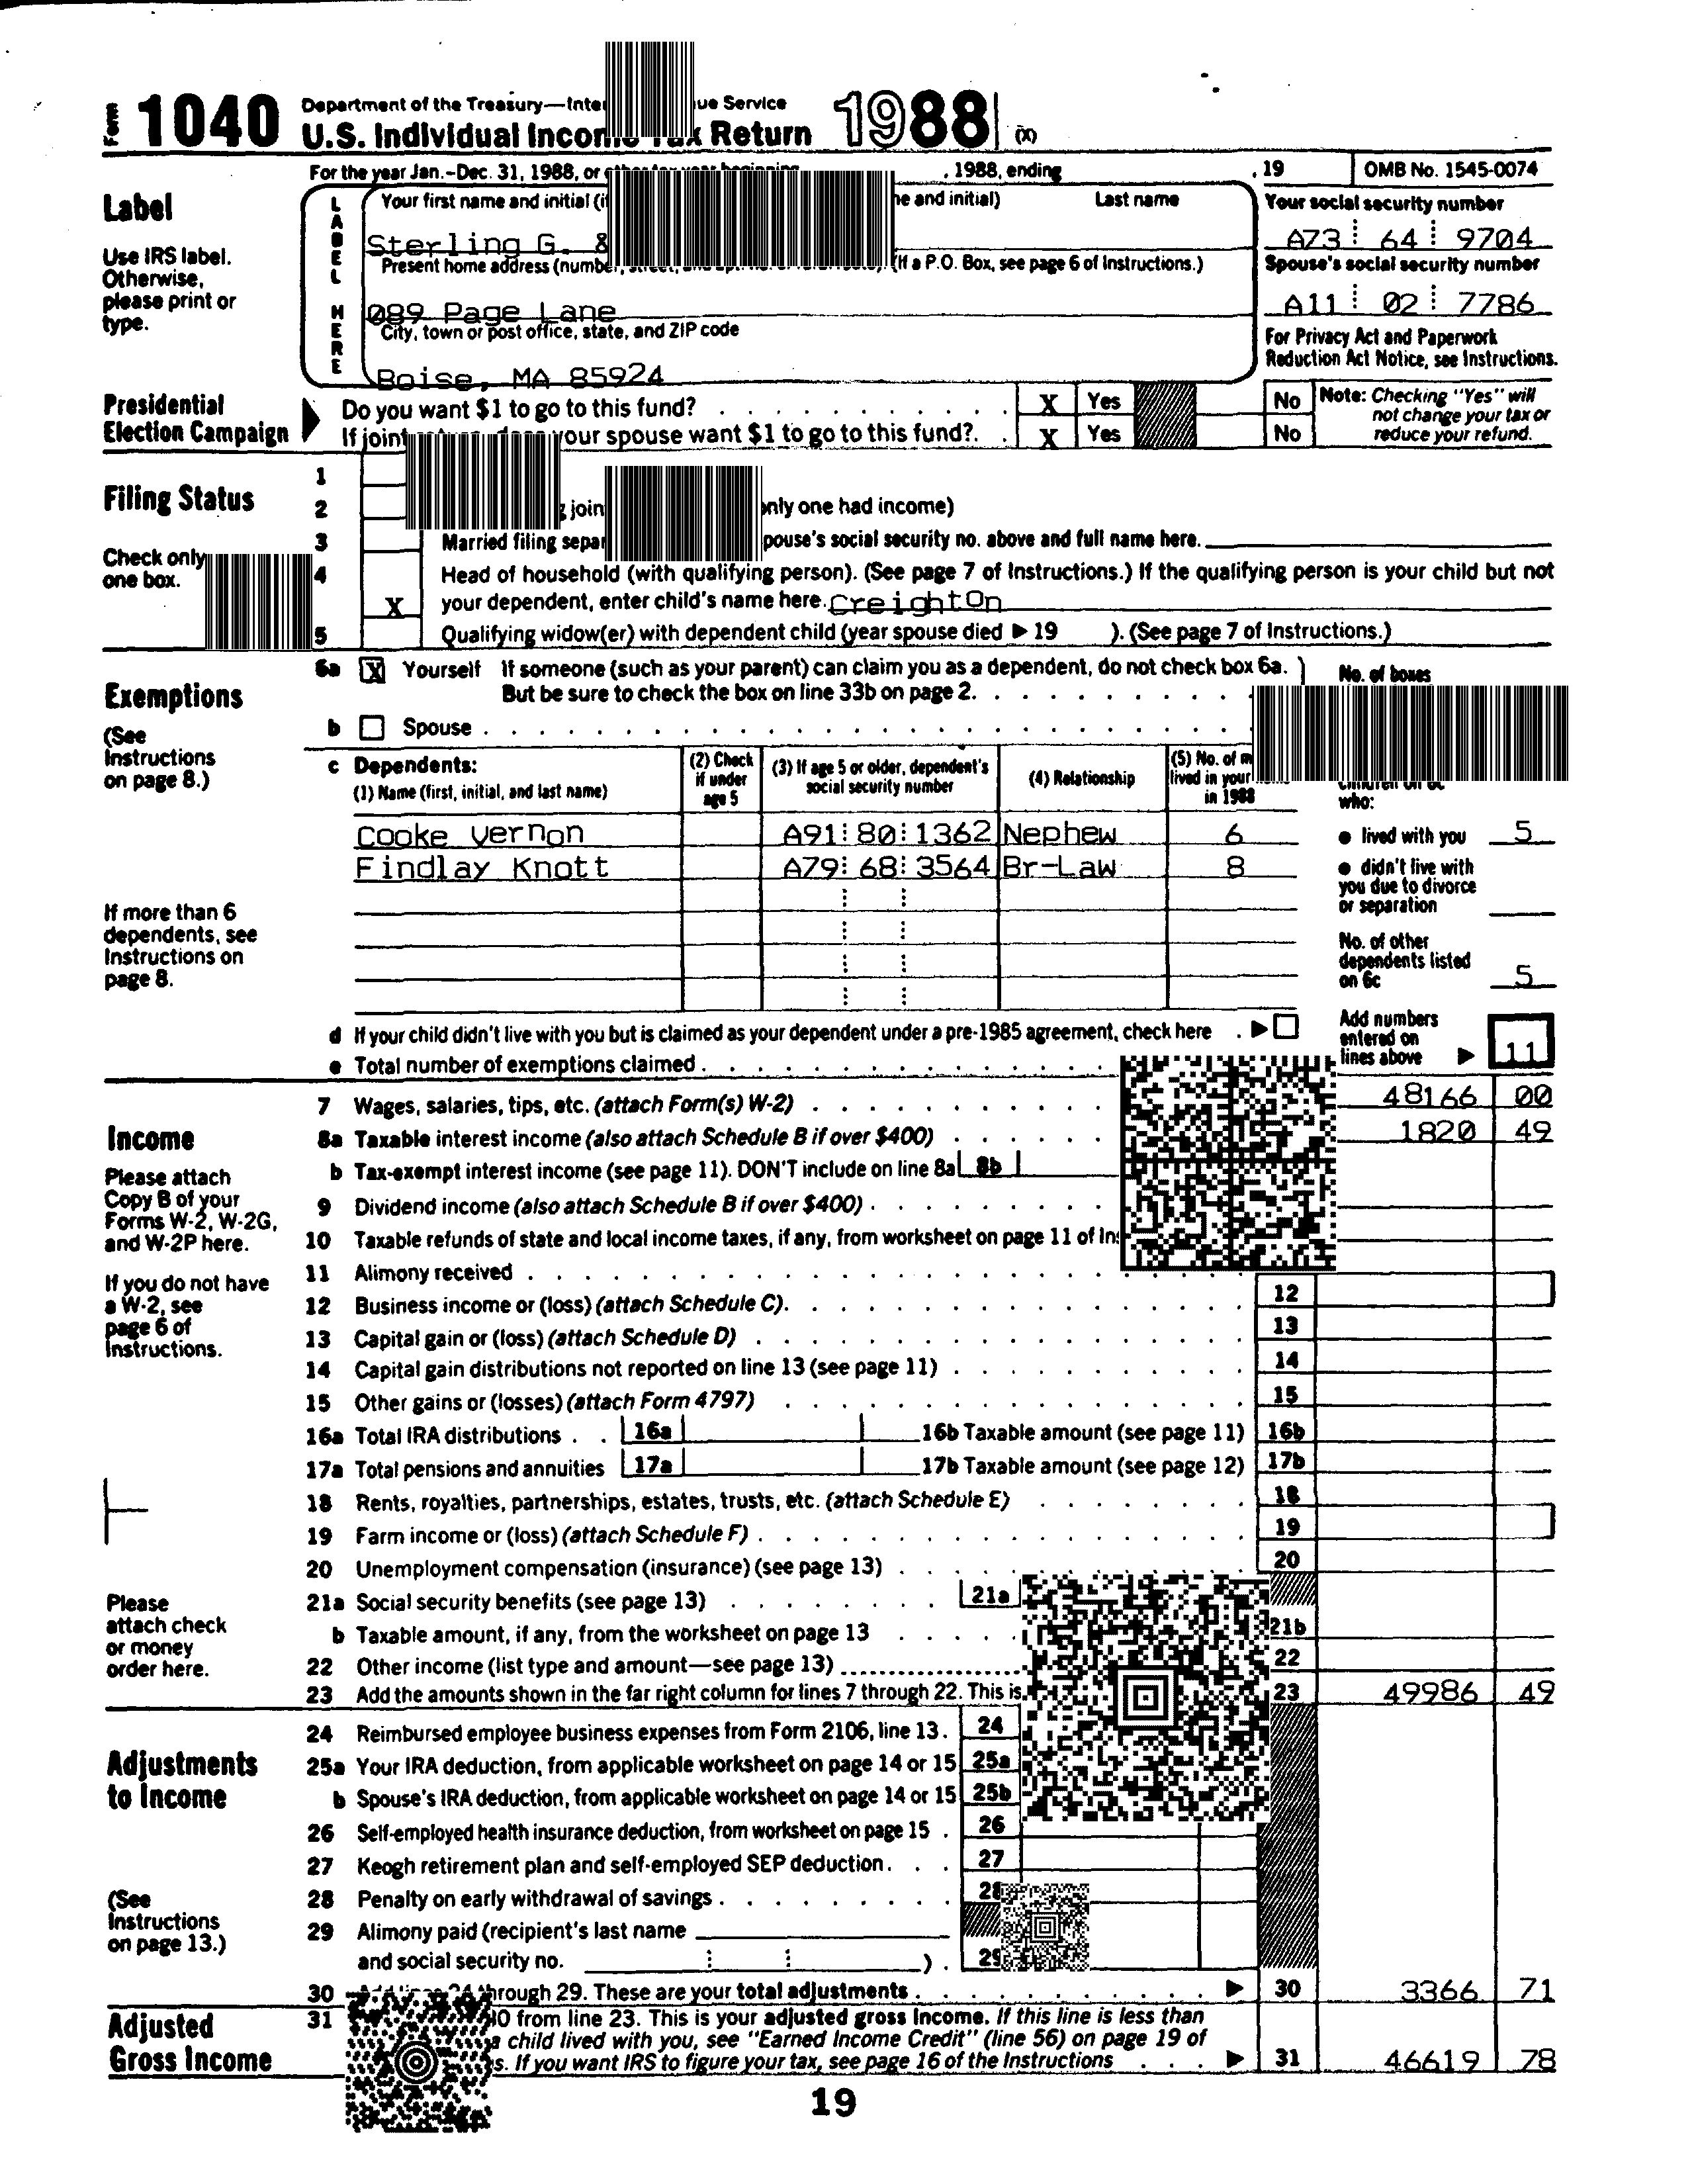 Form 1040 Department of the Treasury—Inte ue Service
U.S. Individual Incom Tax Return 1988 (X)
For the year Jan.–Dec. 31, 1988, or , 1988, ending , 19 OMB No. 1545-0074
Label
Use IRS label.
Otherwise,
please print or
type.
LABEL HERE
Your first name and initial (if he and initial) Last name
Sterling G. &
Present home address (number, (If a P.O. Box, see page 6 of Instructions.)
089 Page Lane
City, town or post office, state, and ZIP code
Boise, MA 85924
Your social security number
A73 64 9704
Spouse's social security number
A11 02 7786
For Privacy Act and Paperwork
Reduction Act Notice, see Instructions.
Presidential
Election Campaign
Do you want $1 to go to this fund? X Yes No
If joint your spouse want $1 to go to this fund? X Yes No
Note: Checking "Yes" will
not change your tax or
reduce your refund.
Filing Status
Check only
one box.
1
2 g join only one had income)
3 Married filing separ pouse's social security no. above and full name here.
4 Head of household (with qualifying person). (See page 7 of Instructions.) If the qualifying person is your child but not
X your dependent, enter child's name here. CreightOn
5 Qualifying widow(er) with dependent child (year spouse died ▶ 19 ). (See page 7 of Instructions.)
Exemptions
(See
Instructions
on page 8.)
6a X Yourself If someone (such as your parent) can claim you as a dependent, do not check box 6a.
But be sure to check the box on line 33b on page 2.
b Spouse
No. of boxes
c Dependents:
(1) Name (first, initial, and last name)
(2) Check
if under
age 5
(3) If age 5 or older, dependent's
social security number
(4) Relationship
(5) No. of m
lived in your
in 1988
Cooke Vernon A91 80 1362 Nephew 6
Findlay Knott A79 68 3564 Br-Law 8
If more than 6
dependents, see
Instructions on
page 8.
who:
● lived with you 5
● didn't live with
you due to divorce
or separation
No. of other
dependents listed
on 6c 5
d If your child didn't live with you but is claimed as your dependent under a pre-1985 agreement, check here ▶
e Total number of exemptions claimed
Add numbers
entered on
lines above ▶ 11
Income
Please attach
Copy B of your
Forms W-2, W-2G,
and W-2P here.
If you do not have
a W-2, see
page 6 of
Instructions.
Please
attach check
or money
order here.
7 Wages, salaries, tips, etc. (attach Form(s) W-2) 48166 00
8a Taxable interest income (also attach Schedule B if over $400) 1820 49
b Tax-exempt interest income (see page 11). DON'T include on line 8a 8b
9 Dividend income (also attach Schedule B if over $400)
10 Taxable refunds of state and local income taxes, if any, from worksheet on page 11 of Ins
11 Alimony received
12 Business income or (loss) (attach Schedule C). 12
13 Capital gain or (loss) (attach Schedule D) 13
14 Capital gain distributions not reported on line 13 (see page 11) 14
15 Other gains or (losses) (attach Form 4797) 15
16a Total IRA distributions 16a 16b Taxable amount (see page 11) 16b
17a Total pensions and annuities 17a 17b Taxable amount (see page 12) 17b
18 Rents, royalties, partnerships, estates, trusts, etc. (attach Schedule E) 18
19 Farm income or (loss) (attach Schedule F) 19
20 Unemployment compensation (insurance) (see page 13) 20
21a Social security benefits (see page 13) 21a
b Taxable amount, if any, from the worksheet on page 13 21b
22 Other income (list type and amount—see page 13) 22
23 Add the amounts shown in the far right column for lines 7 through 22. This is 23 49986 49
Adjustments
to Income
(See
Instructions
on page 13.)
24 Reimbursed employee business expenses from Form 2106, line 13. 24
25a Your IRA deduction, from applicable worksheet on page 14 or 15 25a
b Spouse's IRA deduction, from applicable worksheet on page 14 or 15 25b
26 Self-employed health insurance deduction, from worksheet on page 15 26
27 Keogh retirement plan and self-employed SEP deduction 27
28 Penalty on early withdrawal of savings 28
29 Alimony paid (recipient's last name
and social security no. ) 29
30 through 29. These are your total adjustments ▶ 30 3366 71
Adjusted
Gross Income
31 from line 23. This is your adjusted gross income. If this line is less than
a child lived with you, see "Earned Income Credit" (line 56) on page 19 of
s. If you want IRS to figure your tax, see page 16 of the Instructions ▶ 31 46619 78
19